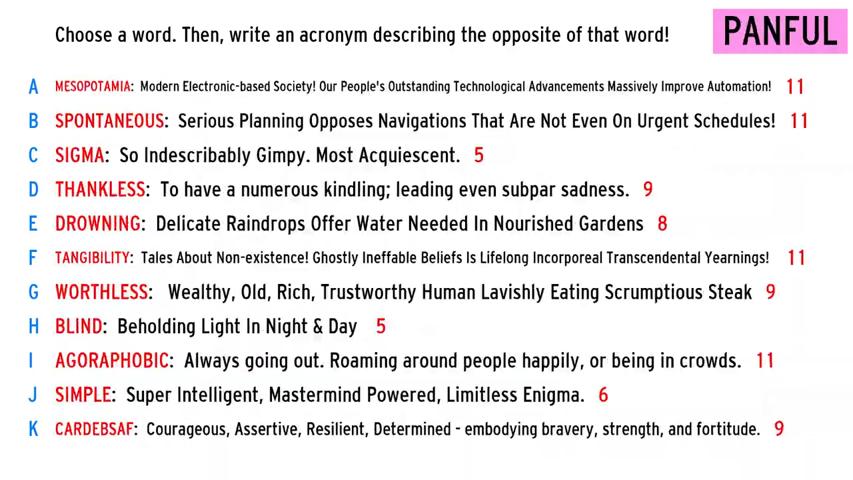 Choose a word. Then, write an acronym describing the opposite of that word!
PANFUL
A MESOPOTAMIA: Modern Electronic-based Society! Our People's Outstanding Technological Advancements Massively Improve Automation! 11
B SPONTANEOUS: Serious Planning Opposes Navigations That Are Not Even On Urgent Schedules! 11
C SIGMA: So Indescribably Gimpy. Most Acquiescent. 5
D THANKLESS: To have a numerous kindling; leading even subpar sadness. 9
E DROWNING: Delicate Raindrops Offer Water Needed In Nourished Gardens 8
F TANGIBILITY: Tales About Non-existence! Ghostly Ineffable Beliefs Is Lifelong Incorporeal Transcendental Yearnings! 11
G WORTHLESS: Wealthy, Old, Rich, Trustworthy Human Lavishly Eating Scrumptious Steak 9
H BLIND: Beholding Light In Night & Day 5
I AGORAPHOBIC: Always going out. Roaming around people happily, or being in crowds. 11
J SIMPLE: Super Intelligent, Mastermind Powered, Limitless Enigma. 6
K CARDEBSAF: Courageous, Assertive, Resilient, Determined - embodying bravery, strength, and fortitude. 9